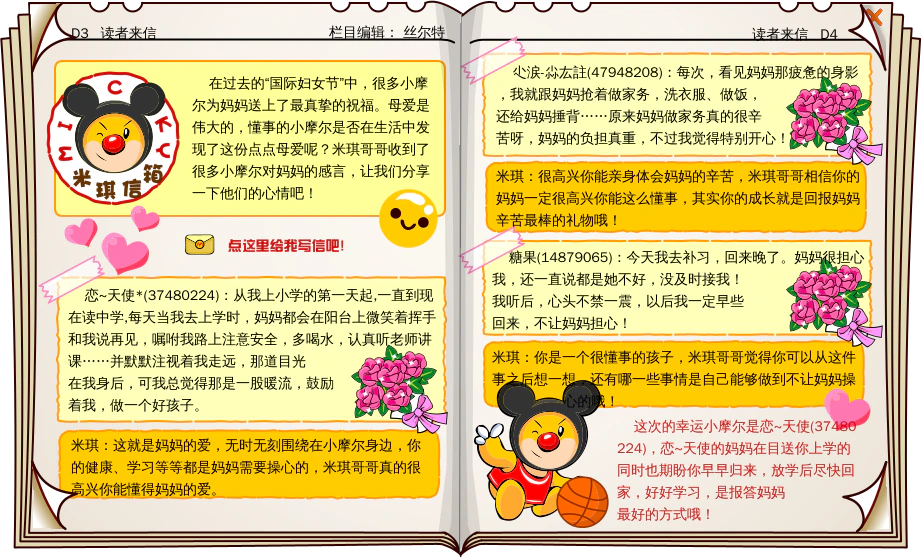 D3 读者来信
栏目编辑： 丝尔特
MICKY
米琪信箱
在过去的“国际妇女节”中，很多小摩
尔为妈妈送上了最真挚的祝福。母爱是
伟大的，懂事的小摩尔是否在生活中发
现了这份点点母爱呢？米琪哥哥收到了
很多小摩尔对妈妈的感言，让我们分享
一下他们的心情吧！
点这里给我写信吧!
恋~天使*(37480224)：从我上小学的第一天起,一直到现
在读中学,每天当我去上学时，妈妈都会在阳台上微笑着挥手
和我说再见，嘱咐我路上注意安全，多喝水，认真听老师讲
课……并默默注视着我走远，那道目光
在我身后，可我总觉得那是一股暖流，鼓励
着我，做一个好孩子。
米琪：这就是妈妈的爱，无时无刻围绕在小摩尔身边，你
的健康、学习等等都是妈妈需要操心的，米琪哥哥真的很
高兴你能懂得妈妈的爱。
读者来信 D4
(47948208)：每次，看见妈妈那疲惫的身影
，我就跟妈妈抢着做家务，洗衣服、做饭，
还给妈妈捶背……原来妈妈做家务真的很辛
苦呀，妈妈的负担真重，不过我觉得特别开心！
米琪：很高兴你能亲身体会妈妈的辛苦，米琪哥哥相信你的
妈妈一定很高兴你能这么懂事，其实你的成长就是回报妈妈
辛苦最棒的礼物哦！
糖果(14879065)：今天我去补习，回来晚了。妈妈很担心
我，还一直说都是她不好，没及时接我！
我听后，心头不禁一震，以后我一定早些
回来，不让妈妈担心！
米琪：你是一个很懂事的孩子，米琪哥哥觉得你可以从这件
事之后想一想，还有哪一些事情是自己能够做到不让妈妈操
心的哦！
这次的幸运小摩尔是恋~天使(37480
224)，恋~天使的妈妈在目送你上学的
同时也期盼你早早归来，放学后尽快回
家，好好学习，是报答妈妈
最好的方式哦！